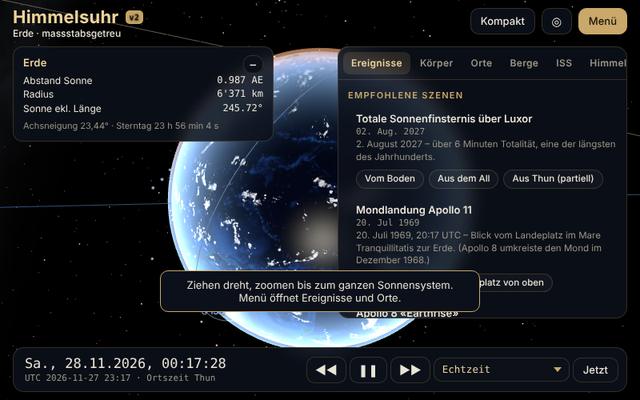 Himmelsuhr v2
Erde · massstabsgetreu
Kompakt
Menü
Erde
Abstand Sonne 0.987 AE
Radius 6'371 km
Sonne ekl. Länge 245.72°
Achsneigung 23,44° · Sterntag 23 h 56 min 4 s
Ereignisse Körper Orte Berge ISS Himmel
EMPFOHLENE SZENEN
Totale Sonnenfinsternis über Luxor
02. Aug. 2027
2. August 2027 – über 6 Minuten Totalität, eine der längsten
des Jahrhunderts.
Vom Boden Aus dem All Aus Thun (partiell)
Mondlandung Apollo 11
20. Jul 1969
20. Juli 1969, 20:17 UTC – Blick vom Landeplatz im Mare
Tranquillitatis zur Erde. (Apollo 8 umkreiste den Mond im
Dezember 1968.)
platz von oben
Apollo 8 «Earthrise»
Ziehen dreht, zoomen bis zum ganzen Sonnensystem.
Menü öffnet Ereignisse und Orte.
Sa., 28.11.2026, 00:17:28
UTC 2026-11-27 23:17 · Ortszeit Thun
Echtzeit
Jetzt